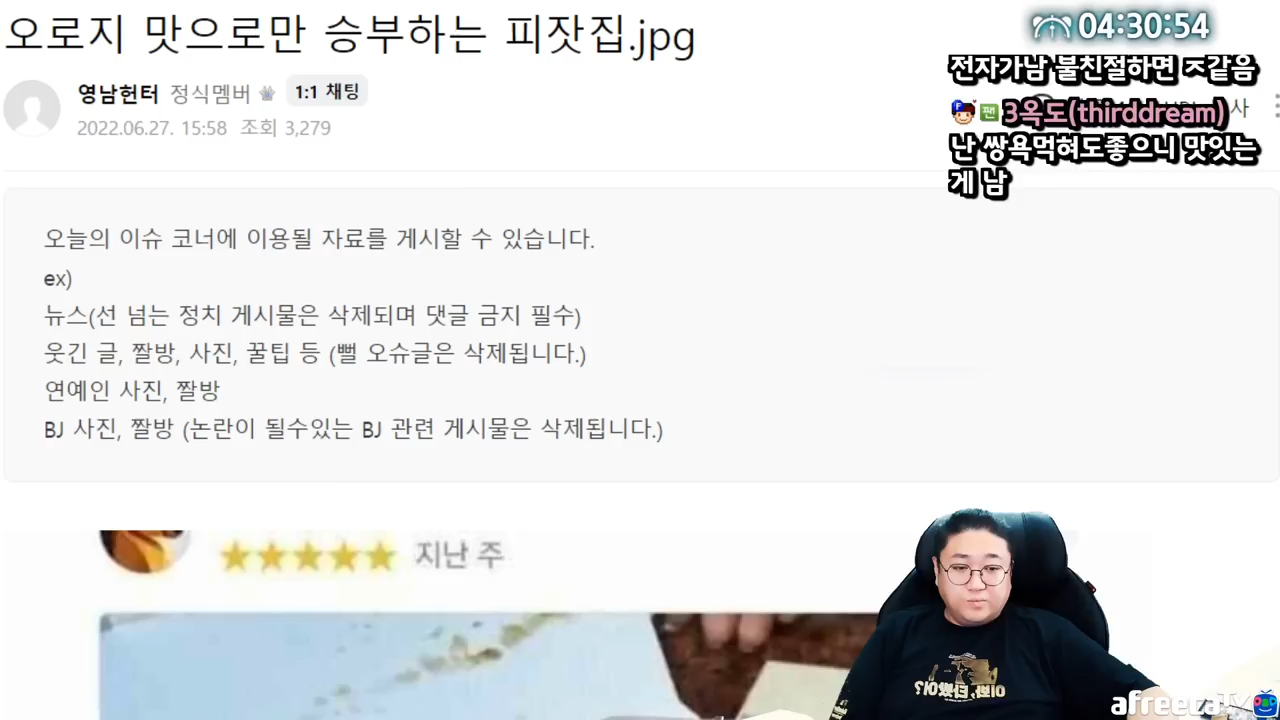 오로지 맛으로만 승부하는 피잣집.jpg
04:30:54
전자가남 불친절하면 ㅈ같음
영남헌터 정식멤버 1:1 채팅
3옥도(thirddream)
2022.06.27. 15:58 조회 3,279
난 쌍욕먹혀도좋으니 맛잇는
게 남
오늘의 이슈 코너에 이용될 자료를 게시할 수 있습니다.
ex)
뉴스(선 넘는 정치 게시물은 삭제되며 댓글 금지 필수)
웃긴 글, 짤방, 사진, 꿀팁 등 (뻘 오슈글은 삭제됩니다.)
연예인 사진, 짤방
BJ 사진, 짤방 (논란이 될수있는 BJ 관련 게시물은 삭제됩니다.)
지난 주
afreecaTV